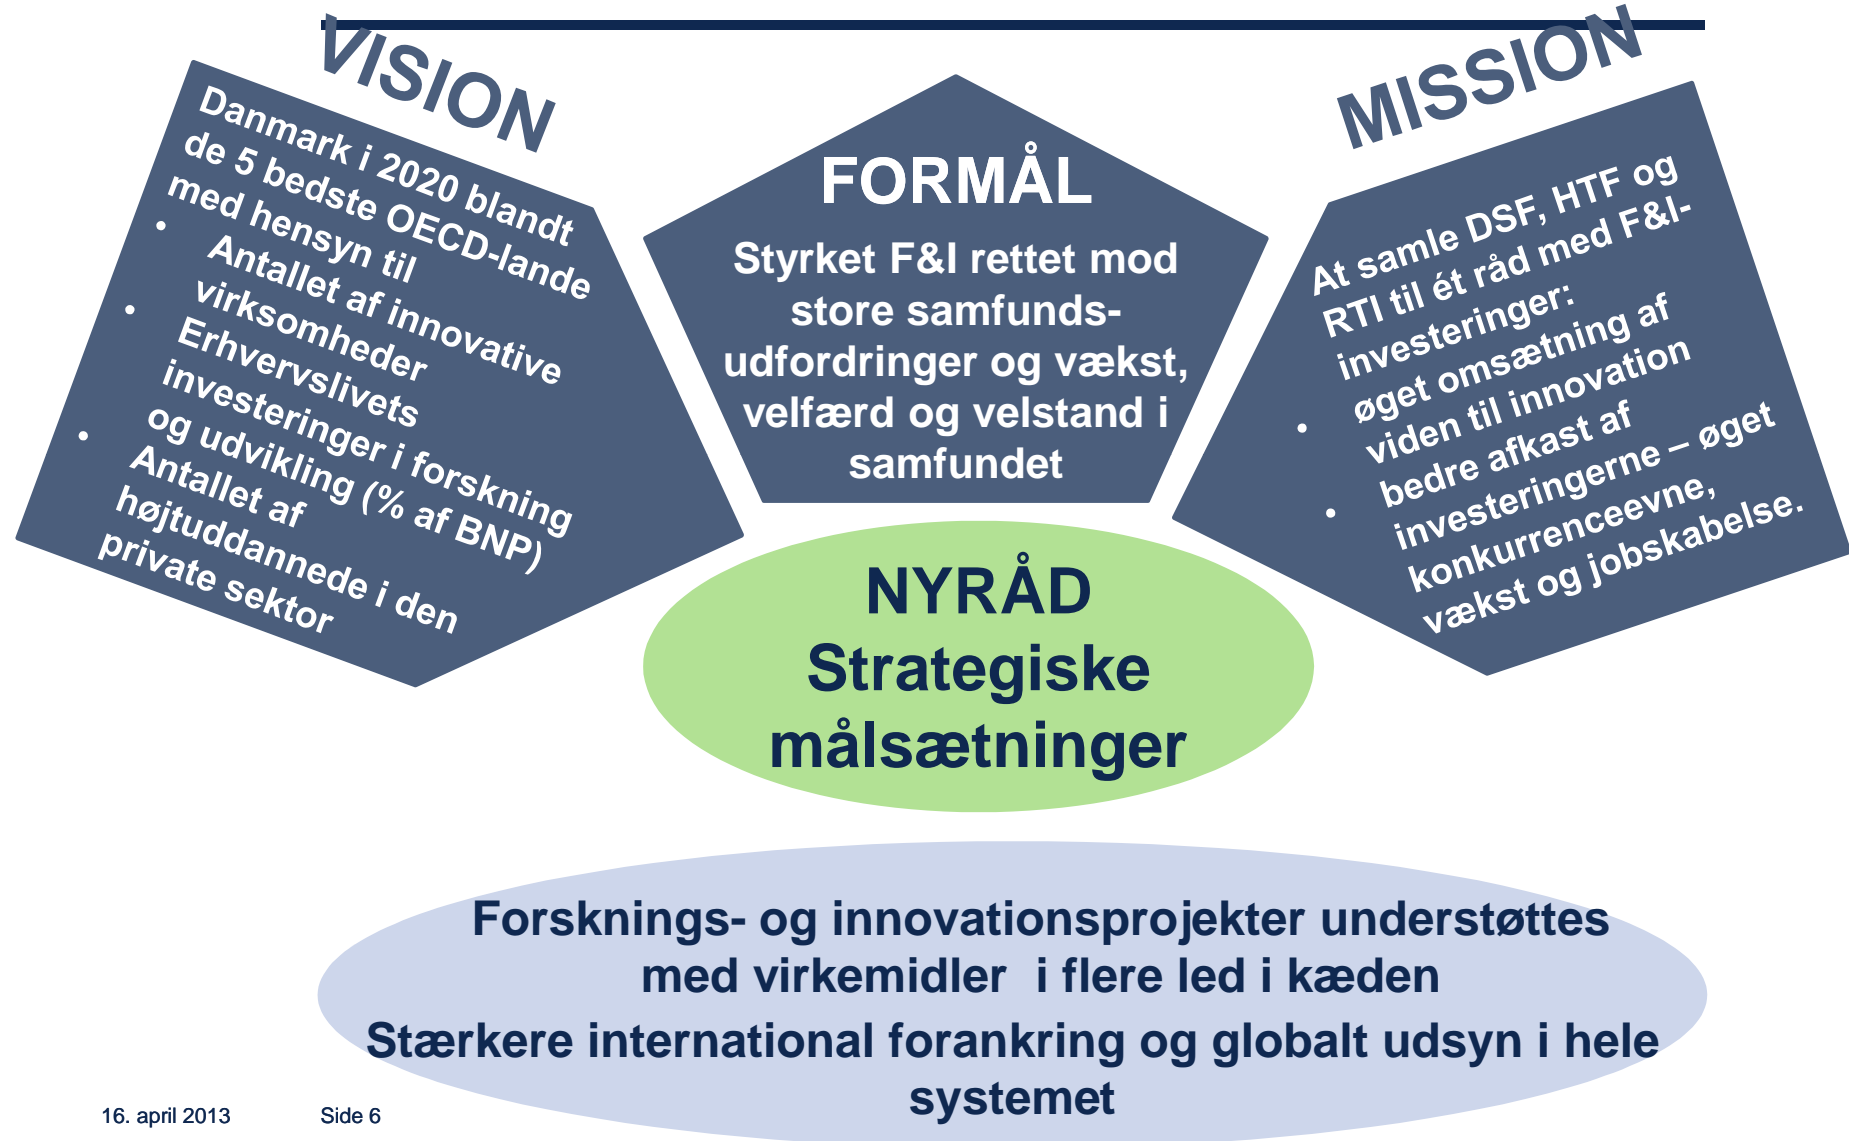 VISION
Danmark i 2020 blandt
de 5 bedste OECD-lande
med hensyn til
• Antallet af innovative
virksomheder
• Erhvervslivets
investeringer i forskning
og udvikling (% af BNP)
• Antallet af
højtuddannede i den
private sektor
FORMÅL
Styrket F&I rettet mod
store samfunds-
udfordringer og vækst,
velfærd og velstand i
samfundet
MISSION
At samle DSF, HTF og
RTI til ét råd med F&I-
investeringer:
• øget omsætning af
viden til innovation
• bedre afkast af
investeringerne – øget
konkurrenceevne,
vækst og jobskabelse.
NYRÅD
Strategiske
målsætninger
Forsknings- og innovationsprojekter understøttes
med virkemidler i flere led i kæden
Stærkere international forankring og globalt udsyn i hele
systemet
16. april 2013 Side 6